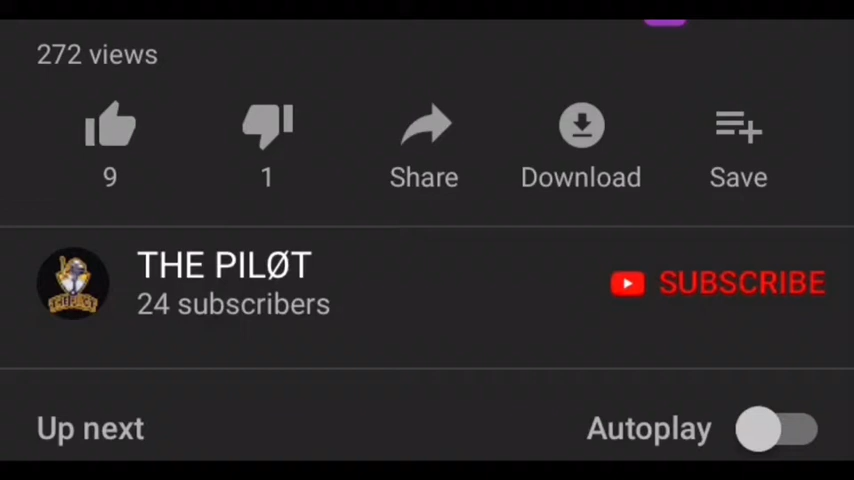 272 views
9
1
Share
Download
Save
THE PILØT
24 subscribers
SUBSCRIBE
Up next
Autoplay